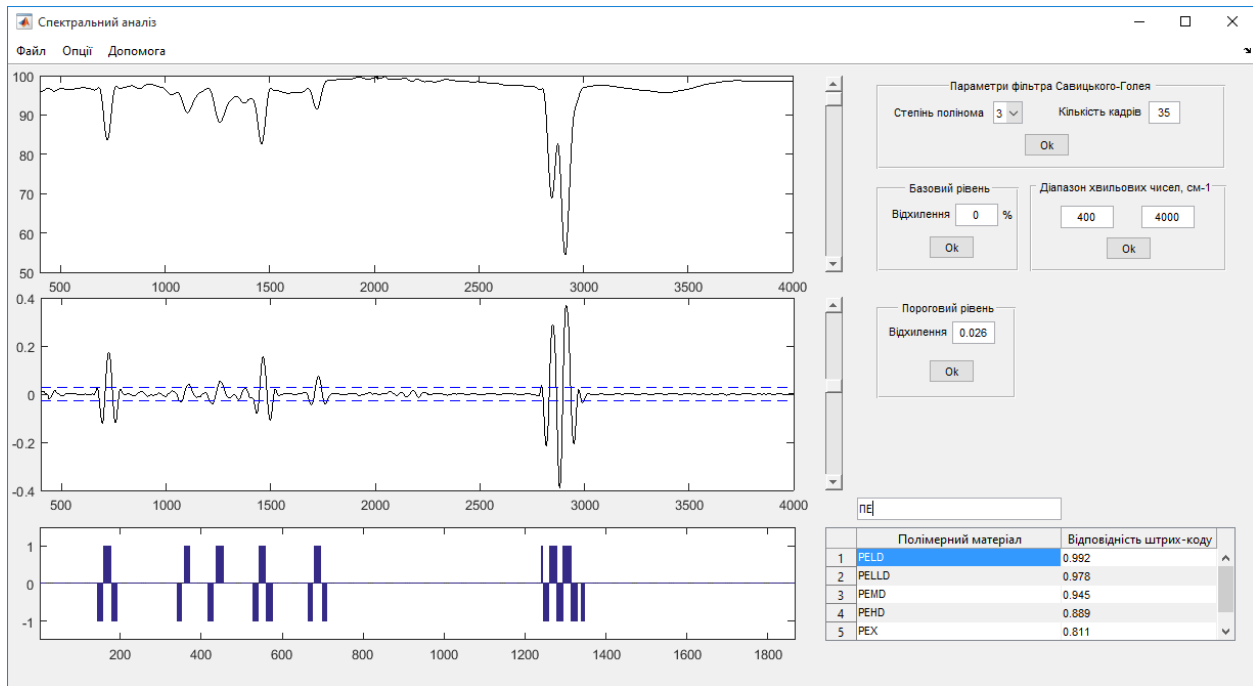 Спектральний аналіз
Файл Опції Допомога
100
90
80
70
60
50
500 1000 1500 2000 2500 3000 3500 4000
0.4
0.2
0
-0.2
-0.4
500 1000 1500 2000 2500 3000 3500 4000
1
0
-1
200 400 600 800 1000 1200 1400 1600 1800
Параметри фільтра Савицького-Голея
Степінь полінома 3 Кількість кадрів 35
Ok
Базовий рівень
Відхилення 0 %
Ok
Діапазон хвильових чисел, см-1
400 4000
Ok
Пороговий рівень
Відхилення 0.026
Ok
ПЕ
Полімерний матеріал Відповідність штрих-коду
1 PELD 0.992
2 PELLD 0.978
3 PEMD 0.945
4 PEHD 0.889
5 PEX 0.811